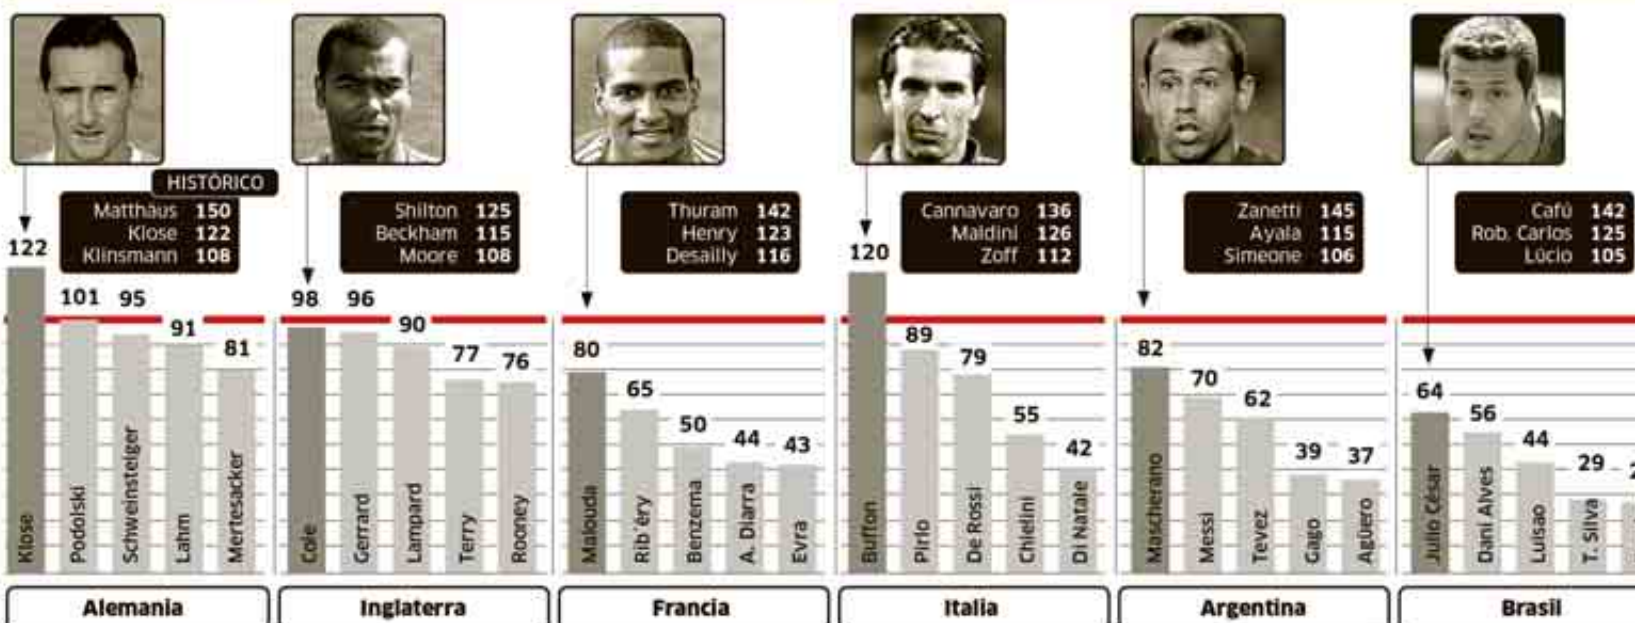 HISTÓRICO
Matthäus 150
Klose 122
Klinsmann 108
122
101
95
91
81
Klose
Podolski
Schweinsteiger
Lahm
Mertesacker
Alemania
Shilton 125
Beckham 115
Moore 108
98
96
90
77
76
Cole
Gerrard
Lampard
Terry
Rooney
Inglaterra
Thuram 142
Henry 123
Desailly 116
80
65
50
44
43
Malouda
Rib´éry
Benzema
A. Diarra
Evra
Francia
Cannavaro 136
Maldini 126
Zoff 112
120
89
79
55
42
Buffon
Pirlo
De Rossi
Chielini
Di Natale
Italia
Zanetti 145
Ayala 115
Simeone 106
82
70
62
39
37
Mascherano
Messi
Tevez
Gago
Agüero
Argentina
Cafú 142
Rob. Carlos 125
Lúcio 105
64
56
44
29
Julio César
Dani Alves
Luisao
T. Silva
Brasil